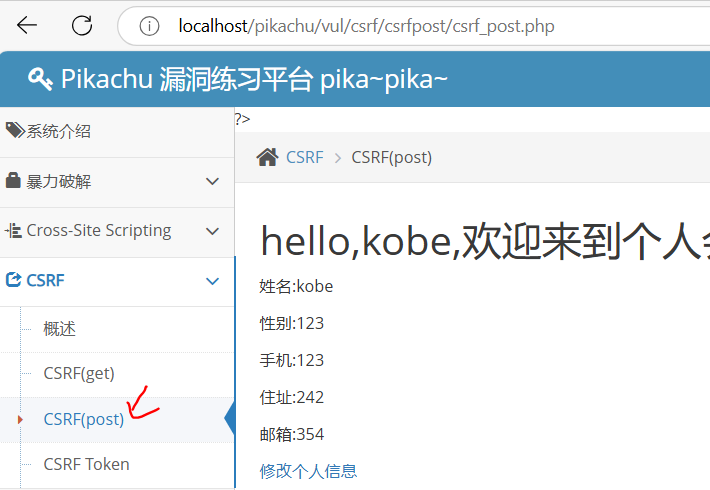 localhost/pikachu/vul/csrf/csrfpost/csrf_post.php
Pikachu 漏洞练习平台 pika~pika~
系统介绍
?>
暴力破解
CSRF > CSRF(post)
Cross-Site Scripting
hello,kobe,欢迎来到个人
CSRF
姓名:kobe
概述
性别:123
CSRF(get)
手机:123
CSRF(post)
住址:242
CSRF Token
邮箱:354
修改个人信息